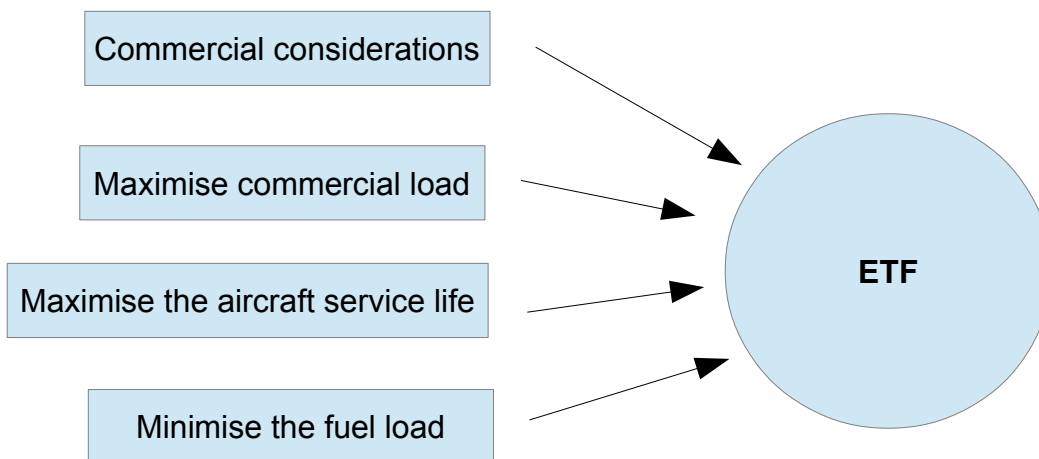 Commercial considerations
Maximise commercial load
Maximise the aircraft service life
Minimise the fuel load
ETF